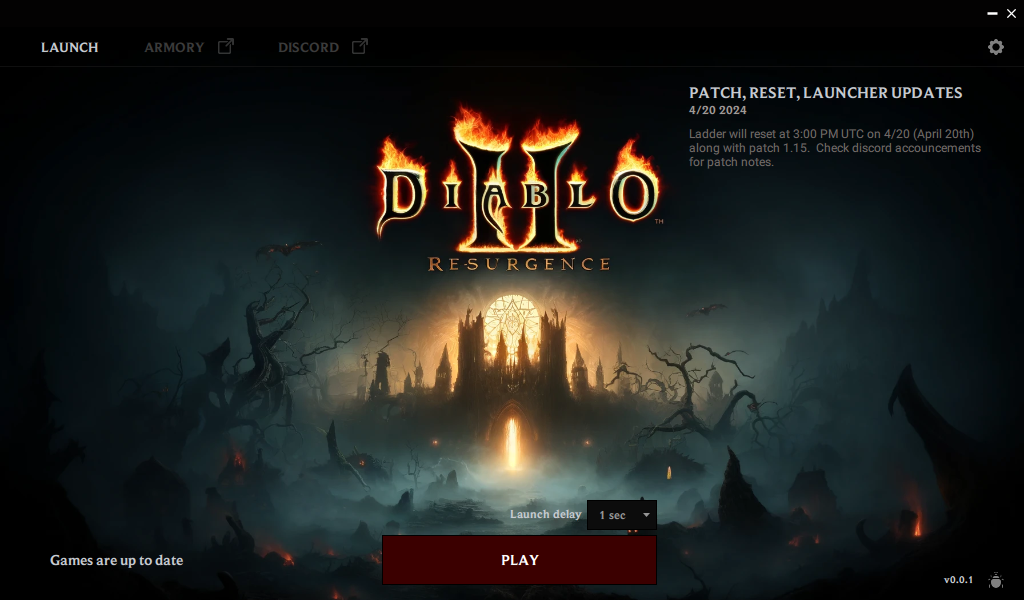 LAUNCH
ARMORY
DISCORD
PATCH, RESET, LAUNCHER UPDATES
4/20 2024
Ladder will reset at 3:00 PM UTC on 4/20 (April 20th)
along with patch 1.15.  Check discord accouncements
for patch notes.
II
DIABLO
TM
RESURGENCE
Launch delay
1 sec
Games are up to date
PLAY
v0.0.1